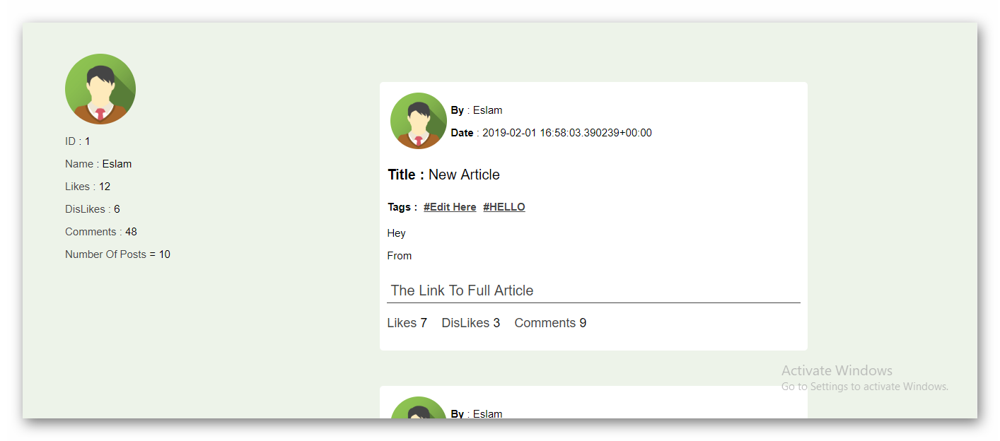 ID : 1
Name : Eslam
Likes : 12
DisLikes : 6
Comments : 48
Number Of Posts = 10
By : Eslam
Date : 2019-02-01 16:58:03.390239+00:00
Title : New Article
Tags : #Edit Here #HELLO
Hey
From
The Link To Full Article
Likes 7 DisLikes 3 Comments 9
Activate Windows
Go to Settings to activate Windows.
By : Eslam